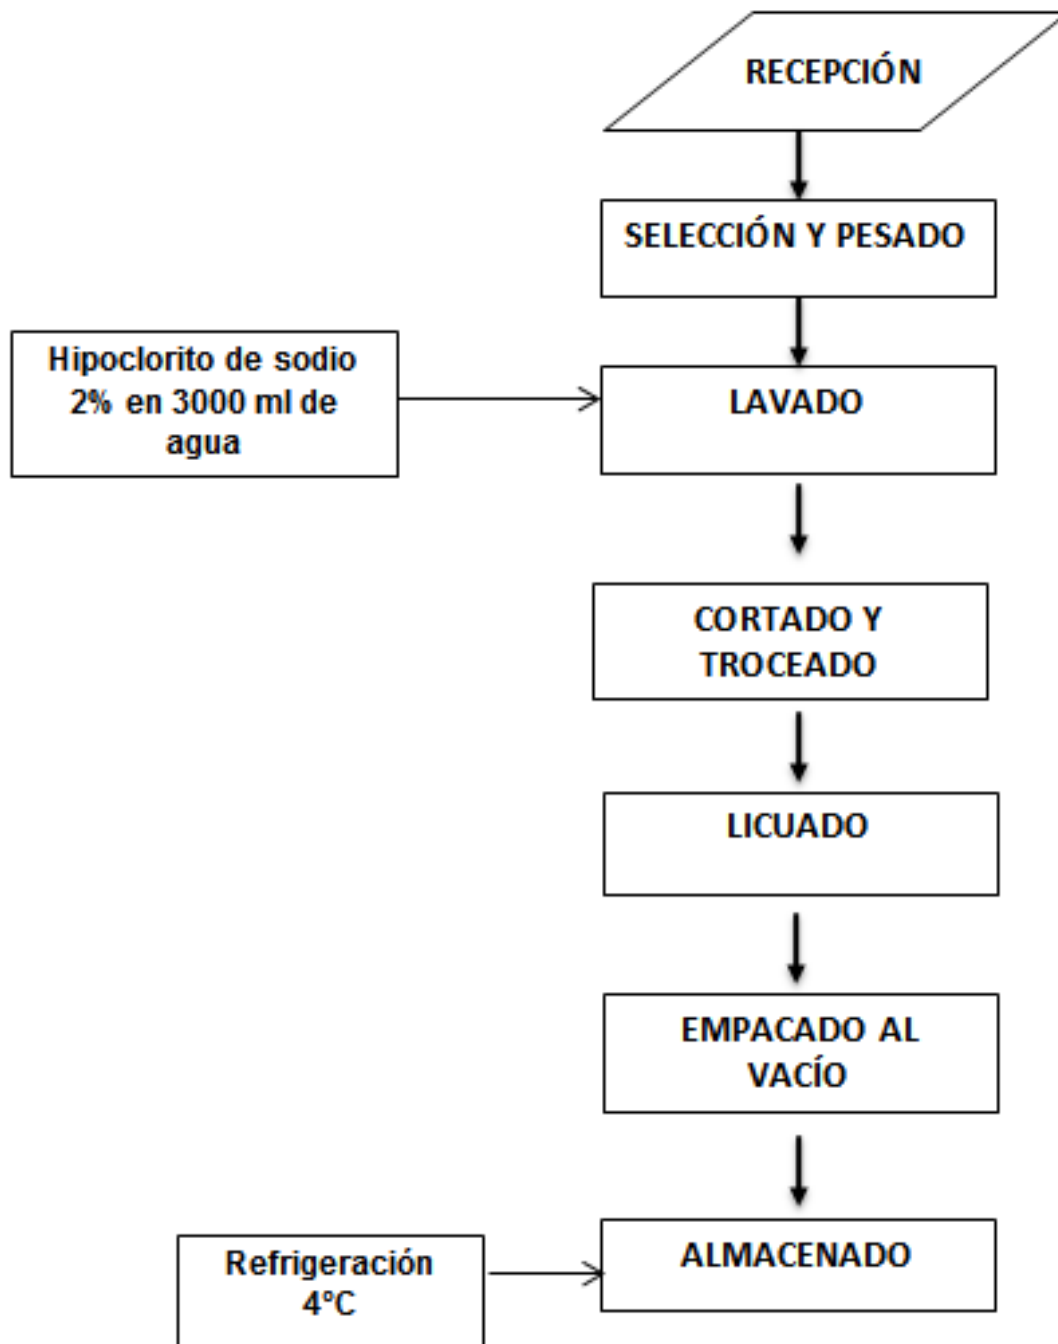 RECEPCIÓN
SELECCIÓN Y PESADO
Hipoclorito de sodio
2% en 3000 ml de
agua
LAVADO
CORTADO Y
TROCEADO
LICUADO
EMPACADO AL
VACÍO
Refrigeración
4°C
ALMACENADO